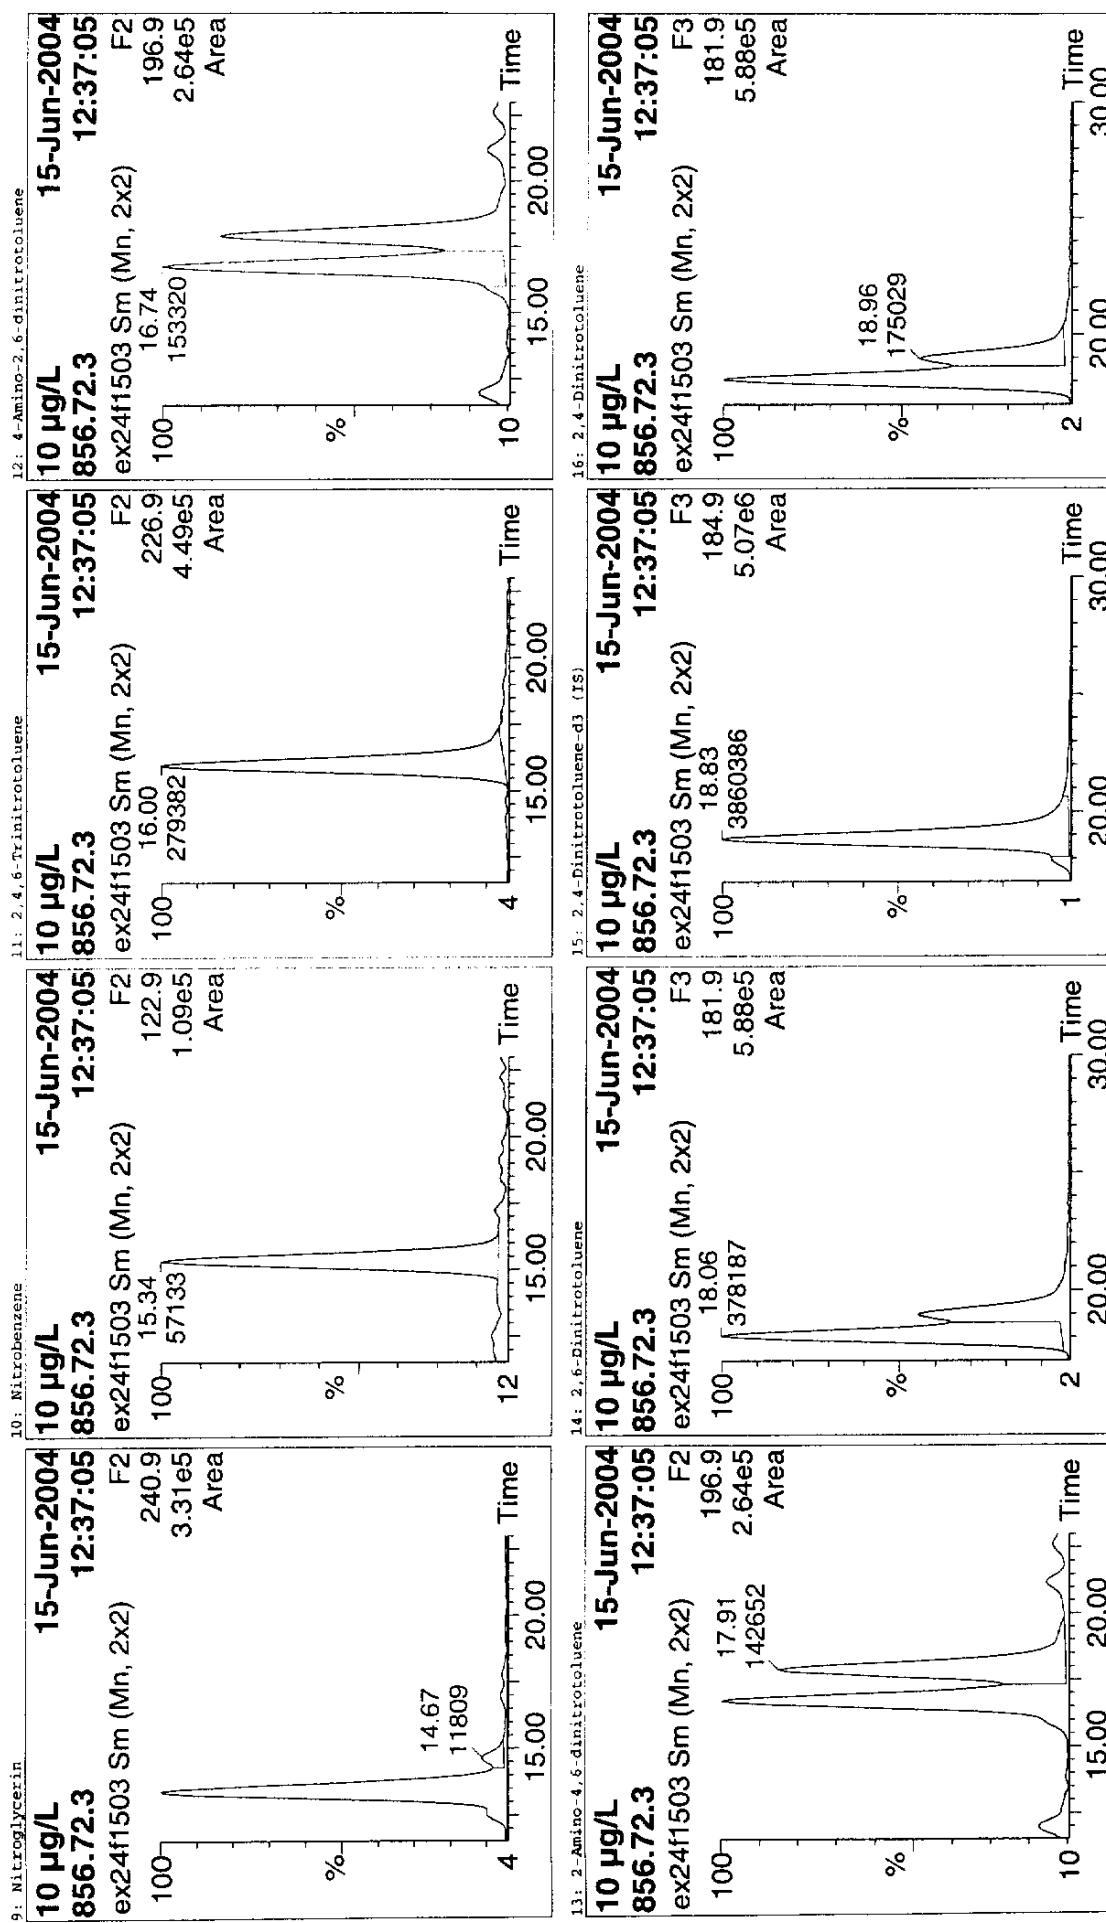 9: Nitroglycerin
10 µg/L 15-Jun-2004
856.72.3 12:37:05
ex24f1503 Sm (Mn, 2x2) F2
240.9
3.31e5
Area
14.67
11809
100
%
4
15.00 20.00 Time
10: Nitrobenzene
10 µg/L 15-Jun-2004
856.72.3 12:37:05
ex24f1503 Sm (Mn, 2x2) F2
15.34 122.9
57133 1.09e5
Area
100
%
12
15.00 20.00 Time
11: 2,4,6-Trinitrotoluene
10 µg/L 15-Jun-2004
856.72.3 12:37:05
ex24f1503 Sm (Mn, 2x2) F2
16.00 226.9
279382 4.49e5
Area
100
%
4
15.00 20.00 Time
12: 4-Amino-2,6-dinitrotoluene
10 µg/L 15-Jun-2004
856.72.3 12:37:05
ex24f1503 Sm (Mn, 2x2) F2
16.74 196.9
153320 2.64e5
Area
100
%
10
15.00 20.00 Time
13: 2-Amino-4,6-dinitrotoluene
10 µg/L 15-Jun-2004
856.72.3 12:37:05
ex24f1503 Sm (Mn, 2x2) F2
17.91 196.9
142652 2.64e5
Area
100
%
10
15.00 20.00 Time
14: 2,6-Dinitrotoluene
10 µg/L 15-Jun-2004
856.72.3 12:37:05
ex24f1503 Sm (Mn, 2x2) F3
18.06 181.9
378187 5.88e5
Area
100
%
2
20.00 30.00 Time
15: 2,4-Dinitrotoluene-d3 (IS)
10 µg/L 15-Jun-2004
856.72.3 12:37:05
ex24f1503 Sm (Mn, 2x2) F3
18.83 184.9
3860386 5.07e6
Area
100
%
1
20.00 30.00 Time
16: 2,4-Dinitrotoluene
10 µg/L 15-Jun-2004
856.72.3 12:37:05
ex24f1503 Sm (Mn, 2x2) F3
18.96 181.9
175029 5.88e5
Area
100
%
2
20.00 30.00 Time